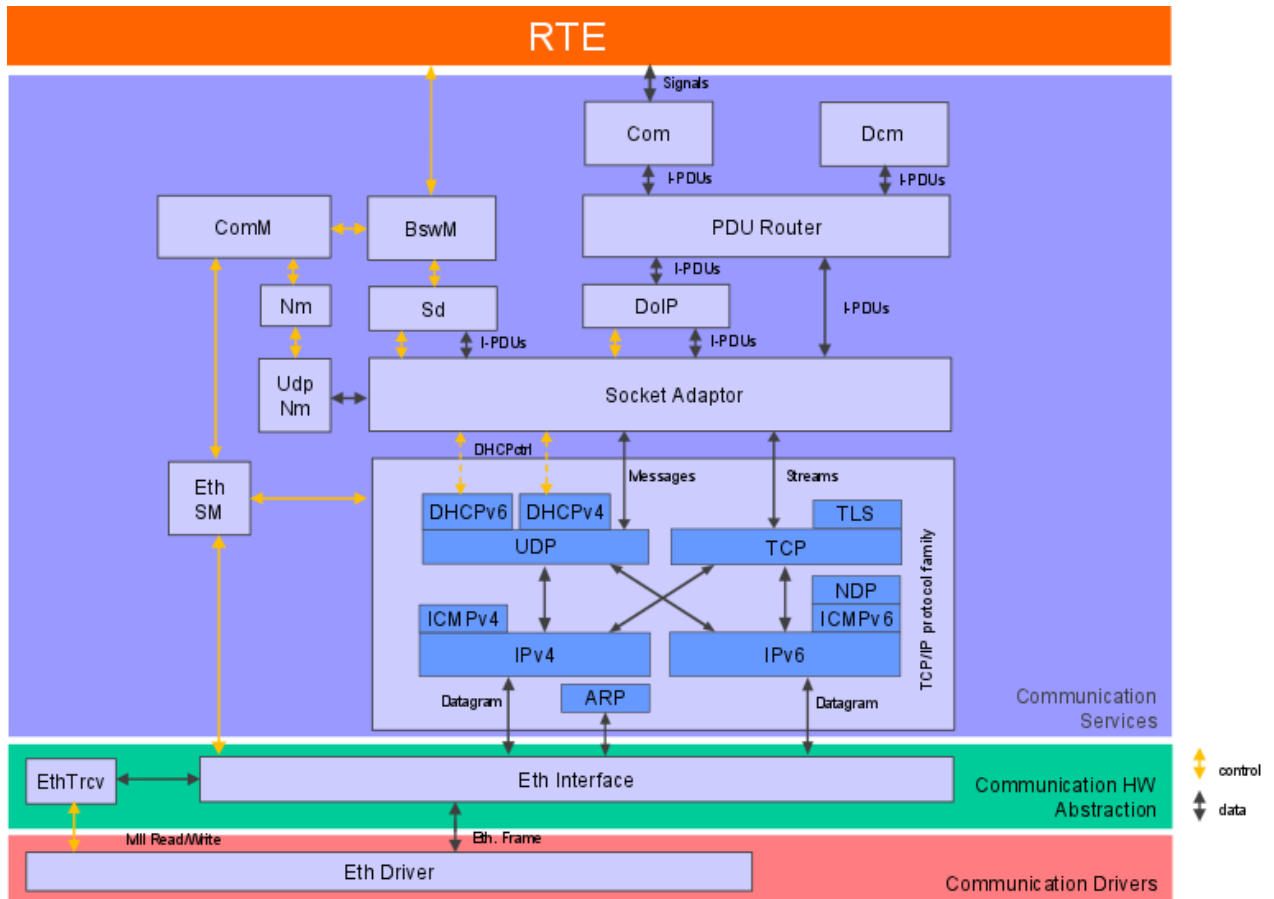 RTE
Signals
Com
Dcm
I-PDUs
I-PDUs
ComM
BswM
PDU Router
I-PDUs
Nm
Sd
DoIP
I-PDUs
I-PDUs
I-PDUs
Udp
Nm
Socket Adaptor
DHCPctrl
Messages
Streams
Eth
SM
DHCPv6
DHCPv4
TLS
UDP
TCP
NDP
ICMPv4
ICMPv6
IPv4
IPv6
TCP/IP protocol family
ARP
Datagram
Datagram
Communication
Services
EthTrcv
Eth Interface
Communication HW
Abstraction
control
data
MII Read/Write
Eth. Frame
Eth Driver
Communication Drivers